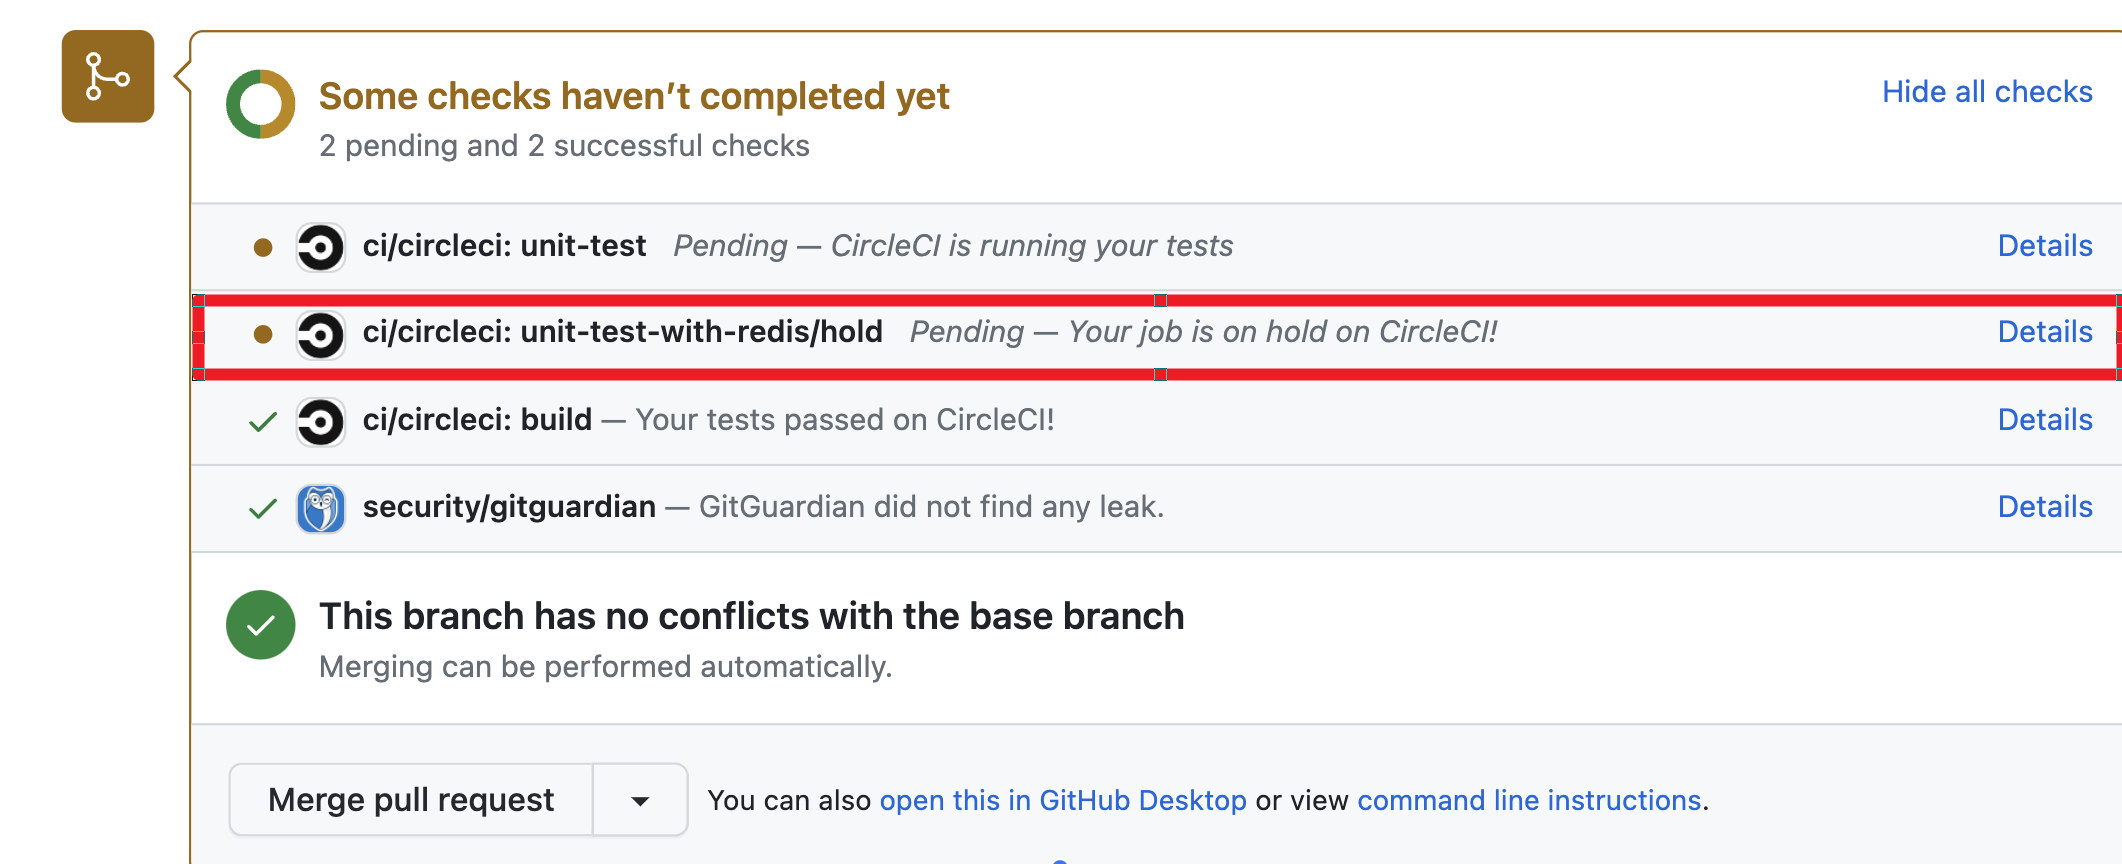 Some checks haven’t completed yet
Hide all checks
2 pending and 2 successful checks
ci/circleci: unit-test Pending — CircleCI is running your tests Details
ci/circleci: unit-test-with-redis/hold Pending — Your job is on hold on CircleCI! Details
ci/circleci: build — Your tests passed on CircleCI! Details
security/gitguardian — GitGuardian did not find any leak. Details
This branch has no conflicts with the base branch
Merging can be performed automatically.
Merge pull request You can also open this in GitHub Desktop or view command line instructions.